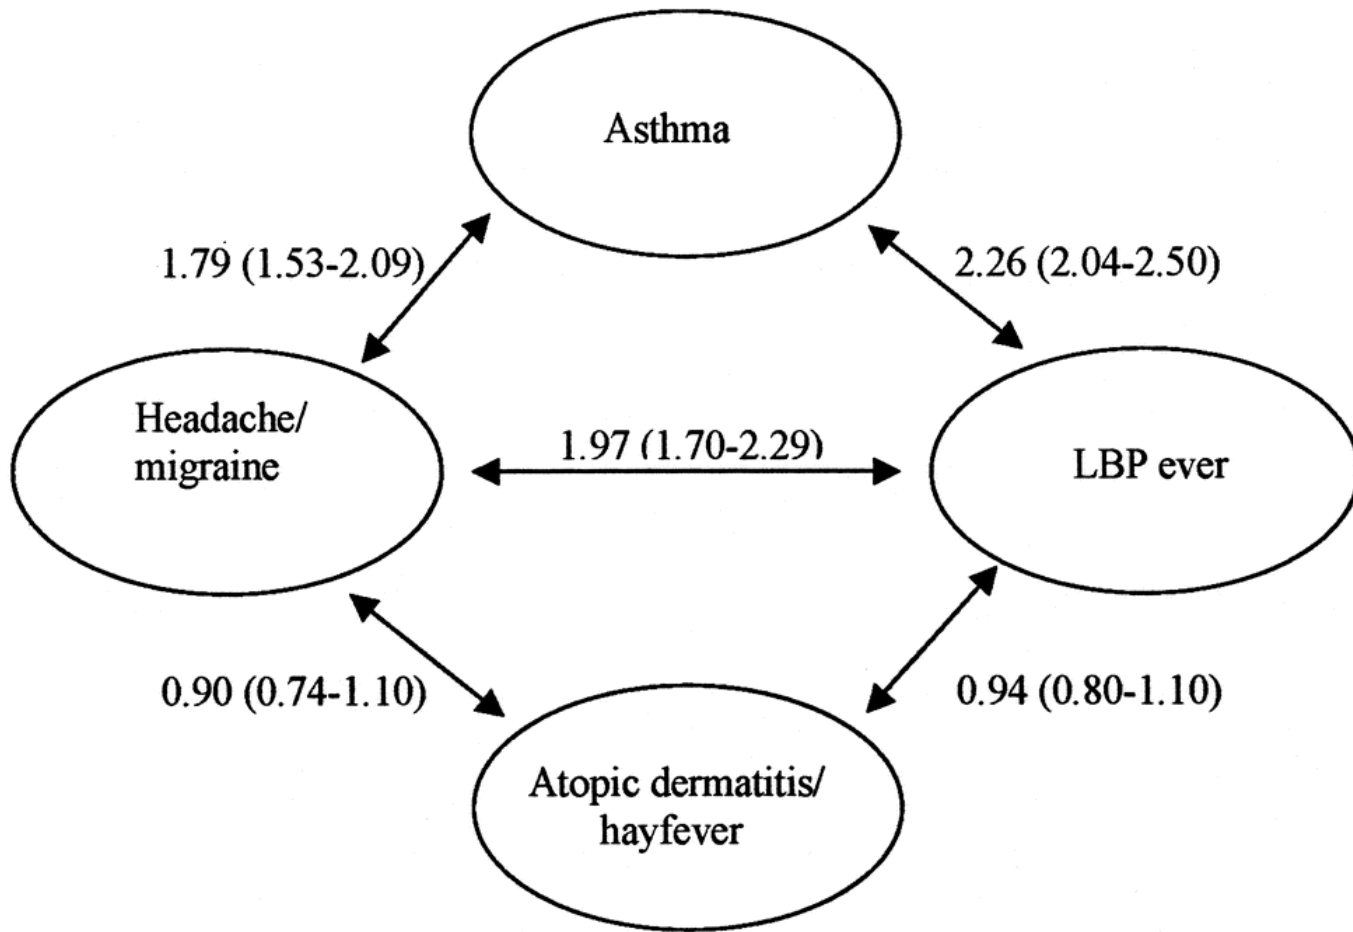 Asthma
1.79 (1.53-2.09)
2.26 (2.04-2.50)
Headache/
migraine
1.97 (1.70-2.29)
LBP ever
0.90 (0.74-1.10)
0.94 (0.80-1.10)
Atopic dermatitis/
hayfever